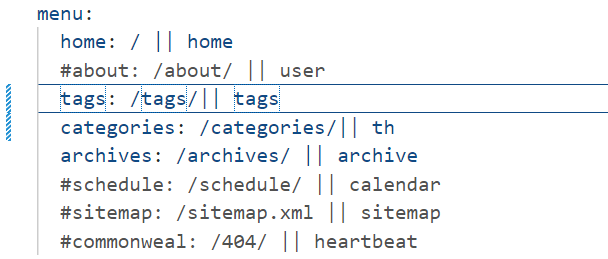 menu:
  home: / || home
  #about: /about/ || user
  tags: /tags/|| tags
  categories: /categories/|| th
  archives: /archives/ || archive
  #schedule: /schedule/ || calendar
  #sitemap: /sitemap.xml || sitemap
  #commonweal: /404/ || heartbeat